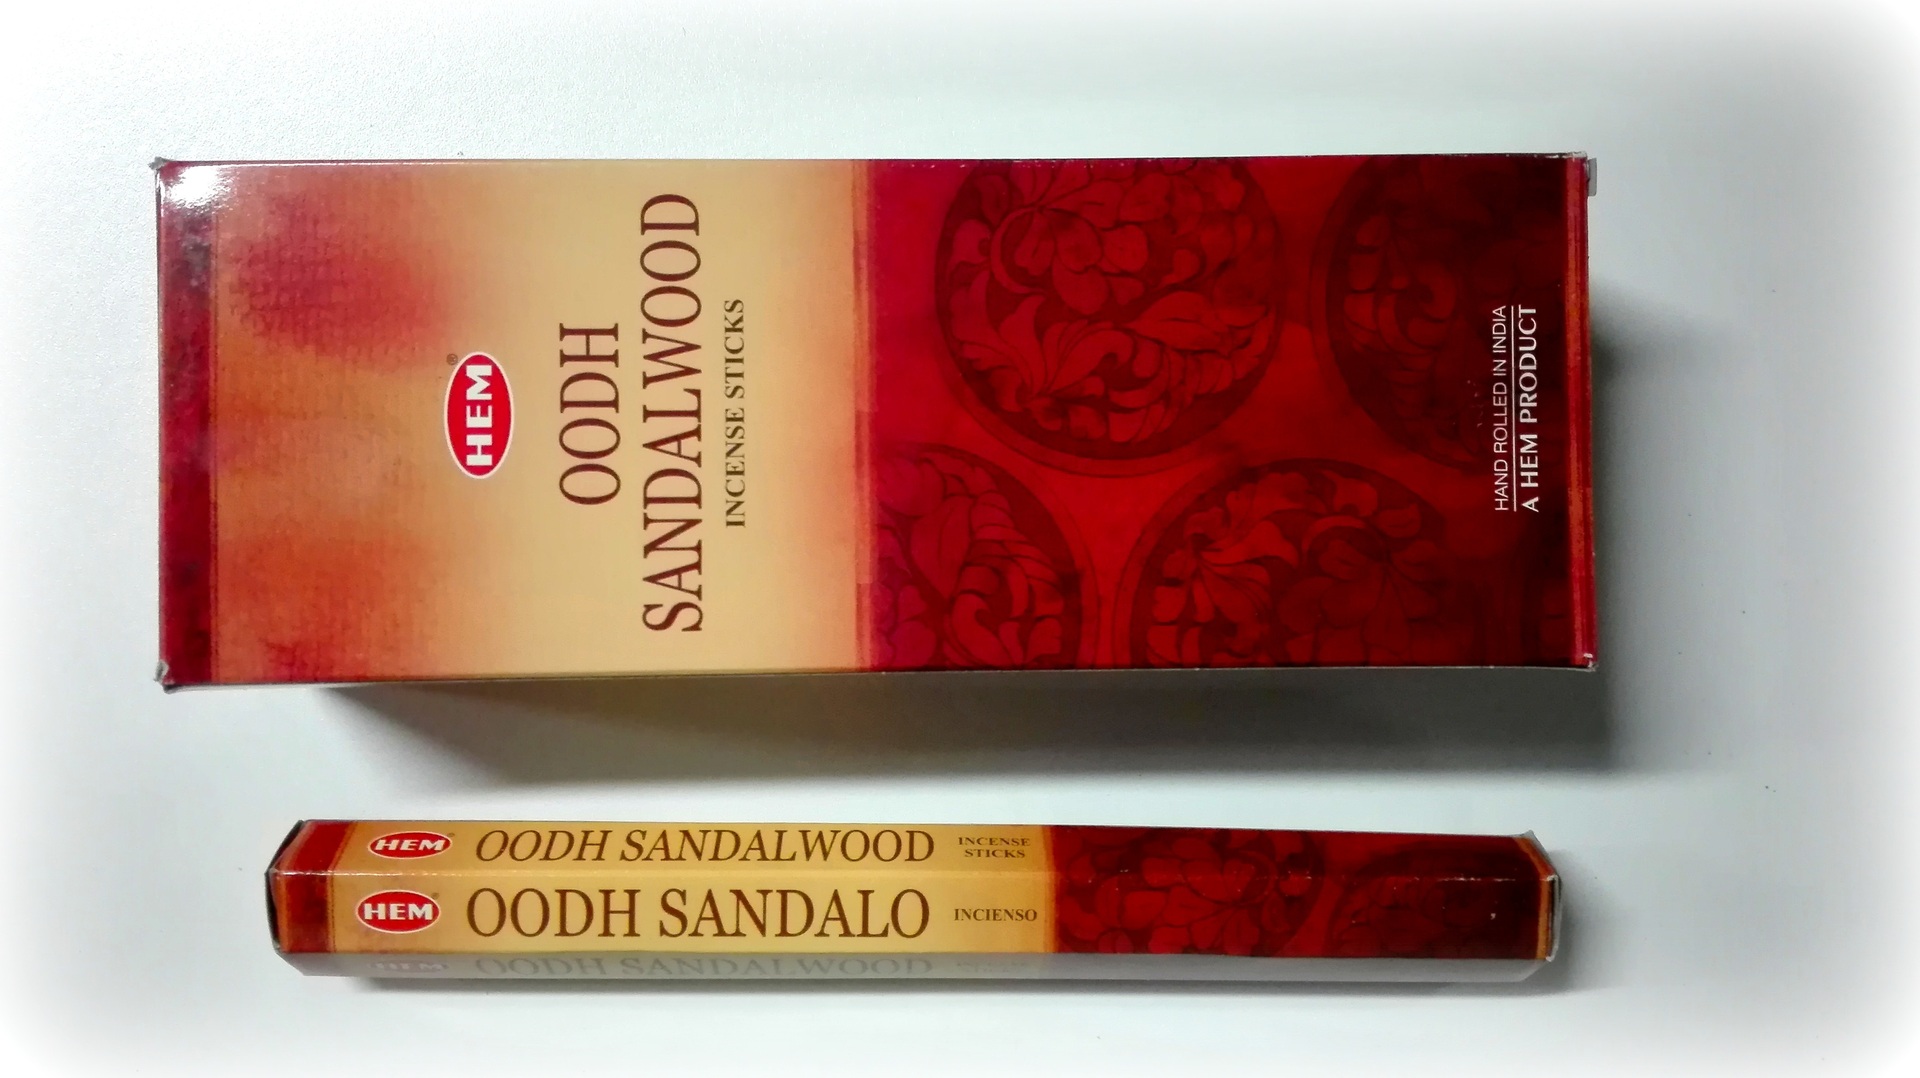 HEM
OODH
SANDALWOOD
INCENSE STICKS
HAND ROLLED IN INDIA
A HEM PRODUCT
HEM OODH SANDALWOOD INCENSE
STICKS
HEM OODH SANDALO INCIENSO
HEM OODH SANDALWOOD